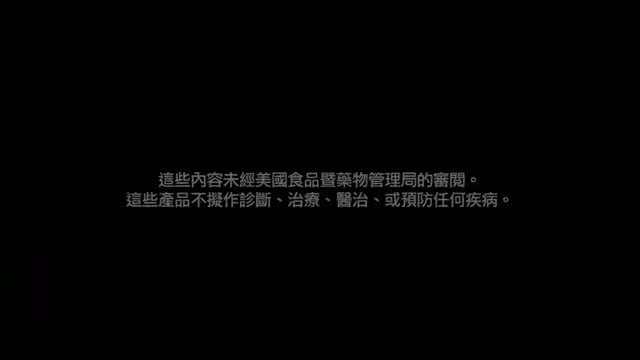 這些內容未經美國食品暨藥物管理局的審閱。
這些產品不擬作診斷、治療、醫治、或預防任何疾病。